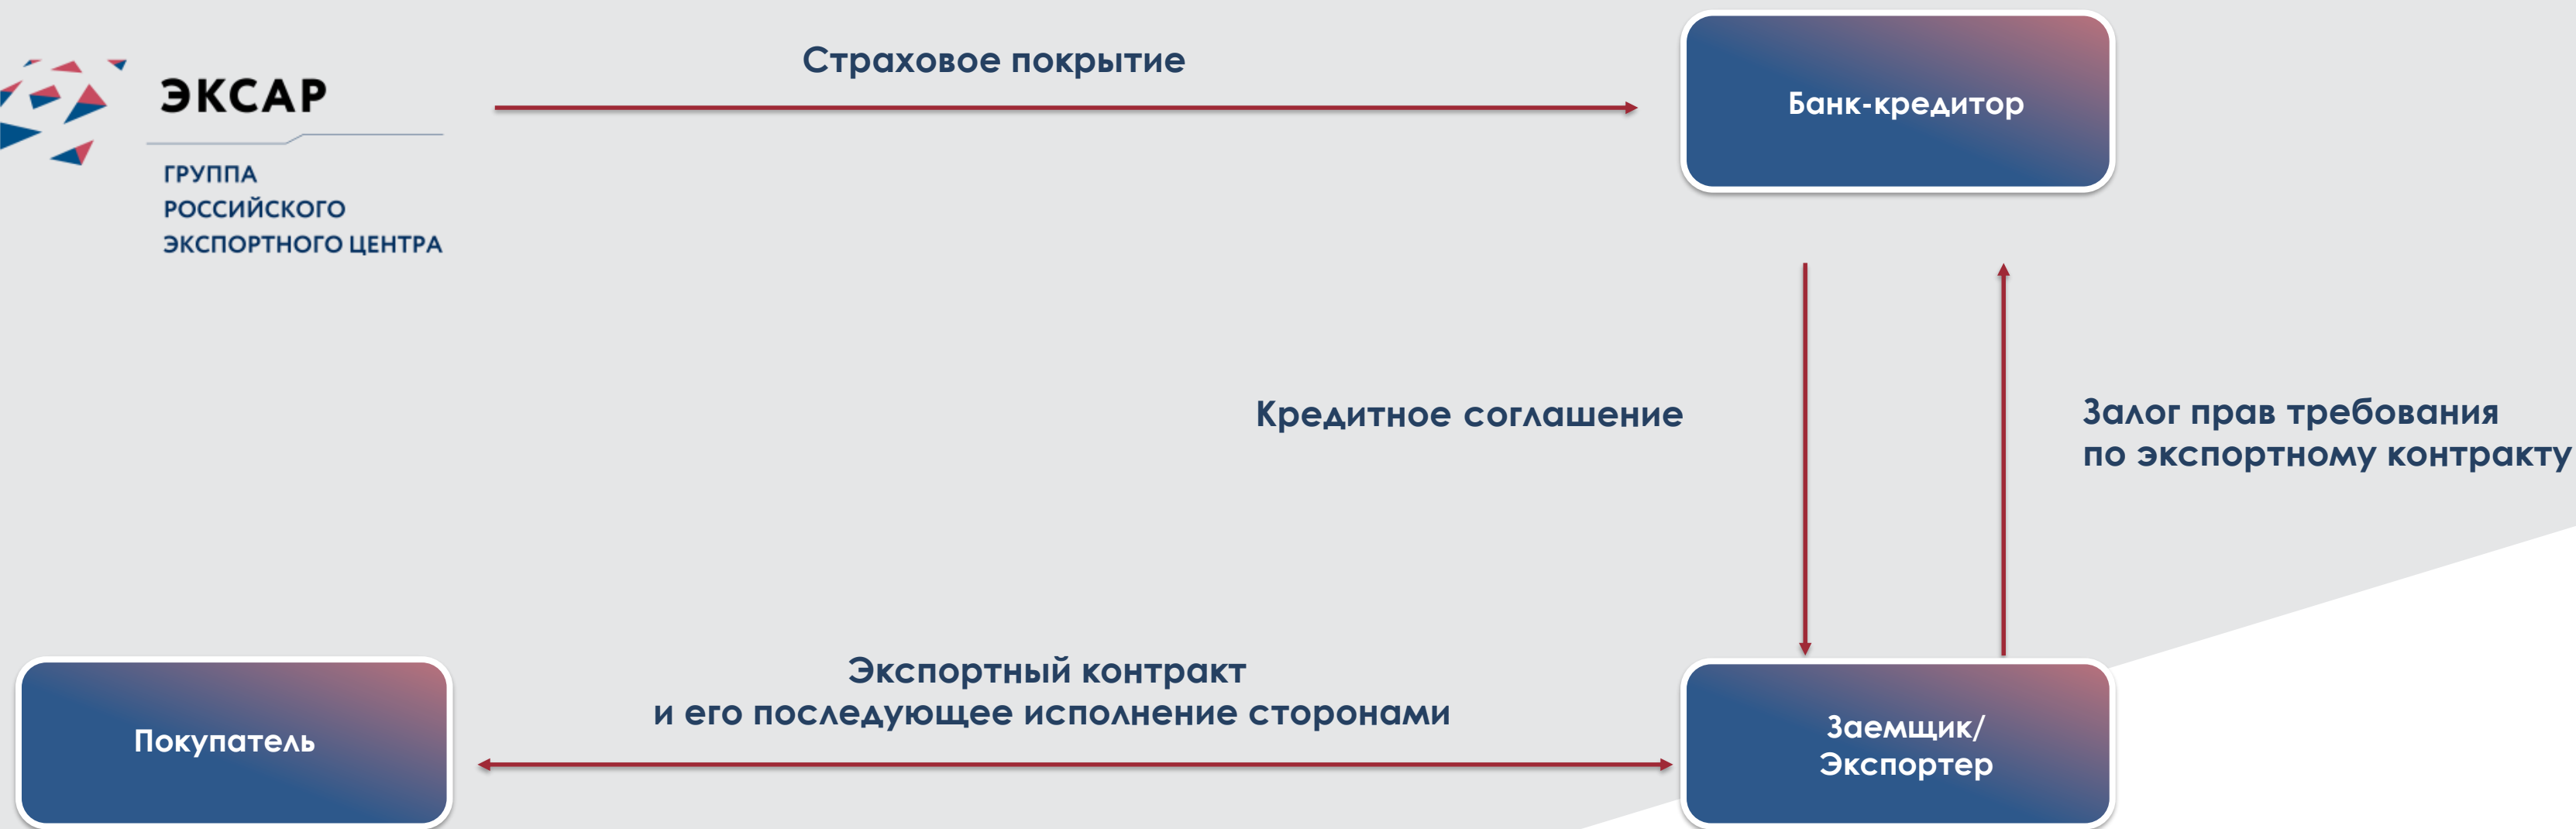 ЭКСАР
ГРУППА
РОССИЙСКОГО
ЭКСПОРТНОГО ЦЕНТРА
Страховое покрытие
Банк-кредитор
Кредитное соглашение
Залог прав требования
по экспортному контракту
Покупатель
Экспортный контракт
и его последующее исполнение сторонами
Заемщик/
Экспортер